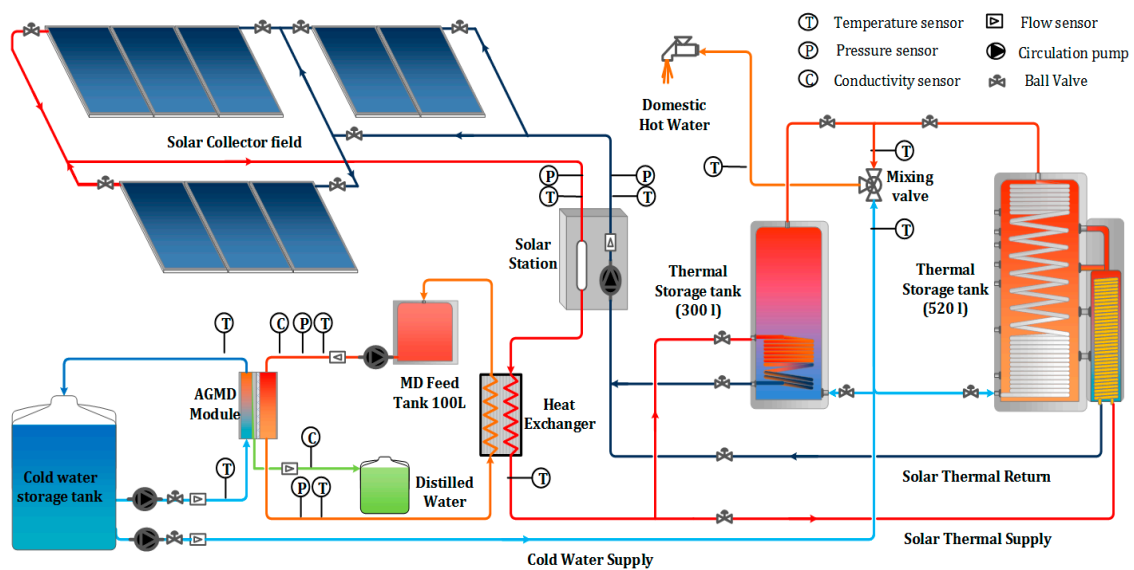 T Temperature sensor
Flow sensor
P Pressure sensor
Circulation pump
C Conductivity sensor
Ball Valve
Domestic
Hot Water
Solar Collector field
T
T
Mixing
valve
P
P
T
T
T
Solar
Station
Thermal
Storage tank
(300 l)
Thermal
Storage tank
(520 l)
T
C
P
T
AGMD
Module
MD Feed
Tank 100L
Heat
Exchanger
C
T
Cold water
storage tank
P
T
Distilled
Water
T
Solar Thermal Return
Solar Thermal Supply
Cold Water Supply